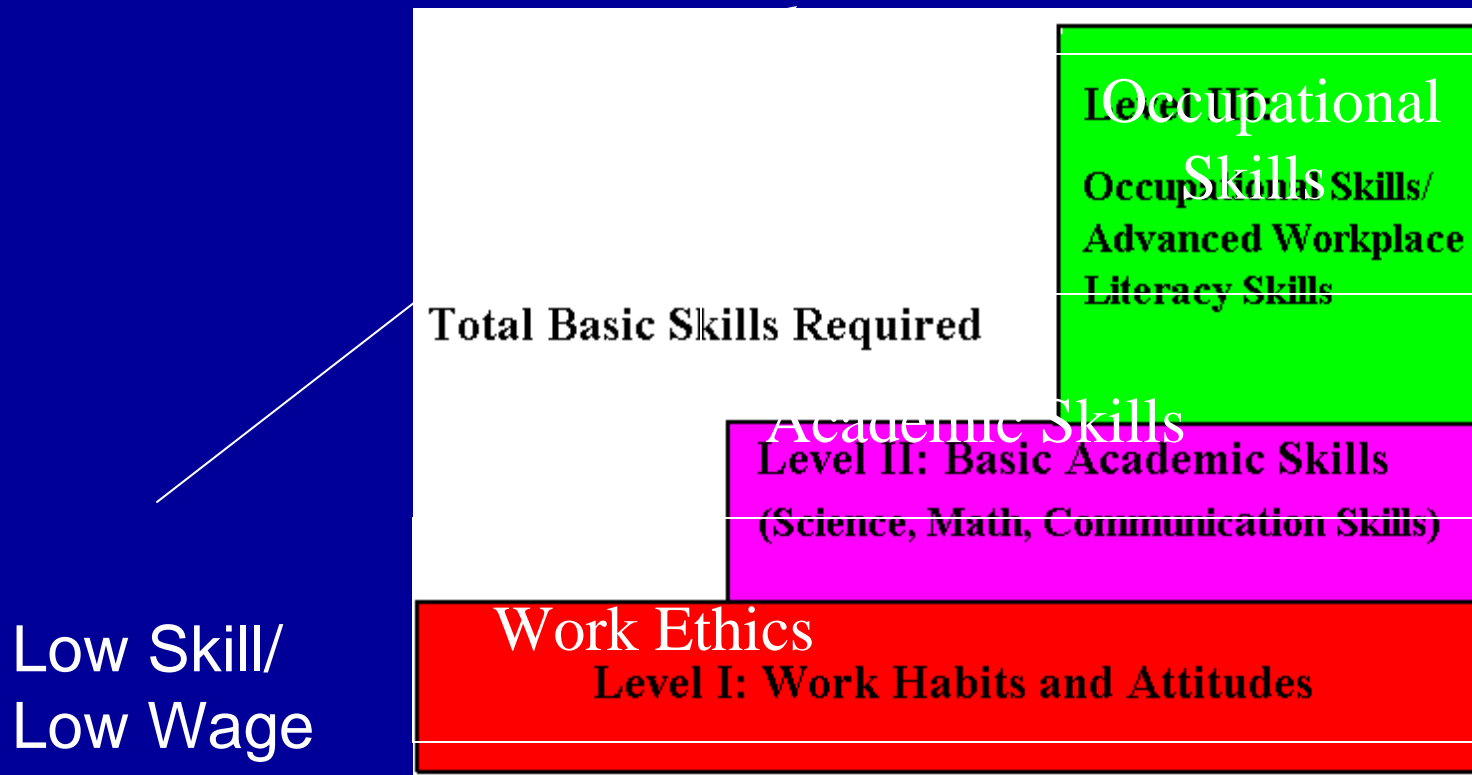 Occupational
Skills
Level III:
Occupational Skills/
Advanced Workplace
Literacy Skills
Total Basic Skills Required
Academic Skills
Level II: Basic Academic Skills
(Science, Math, Communication Skills)
Work Ethics
Level I: Work Habits and Attitudes
Low Skill/
Low Wage